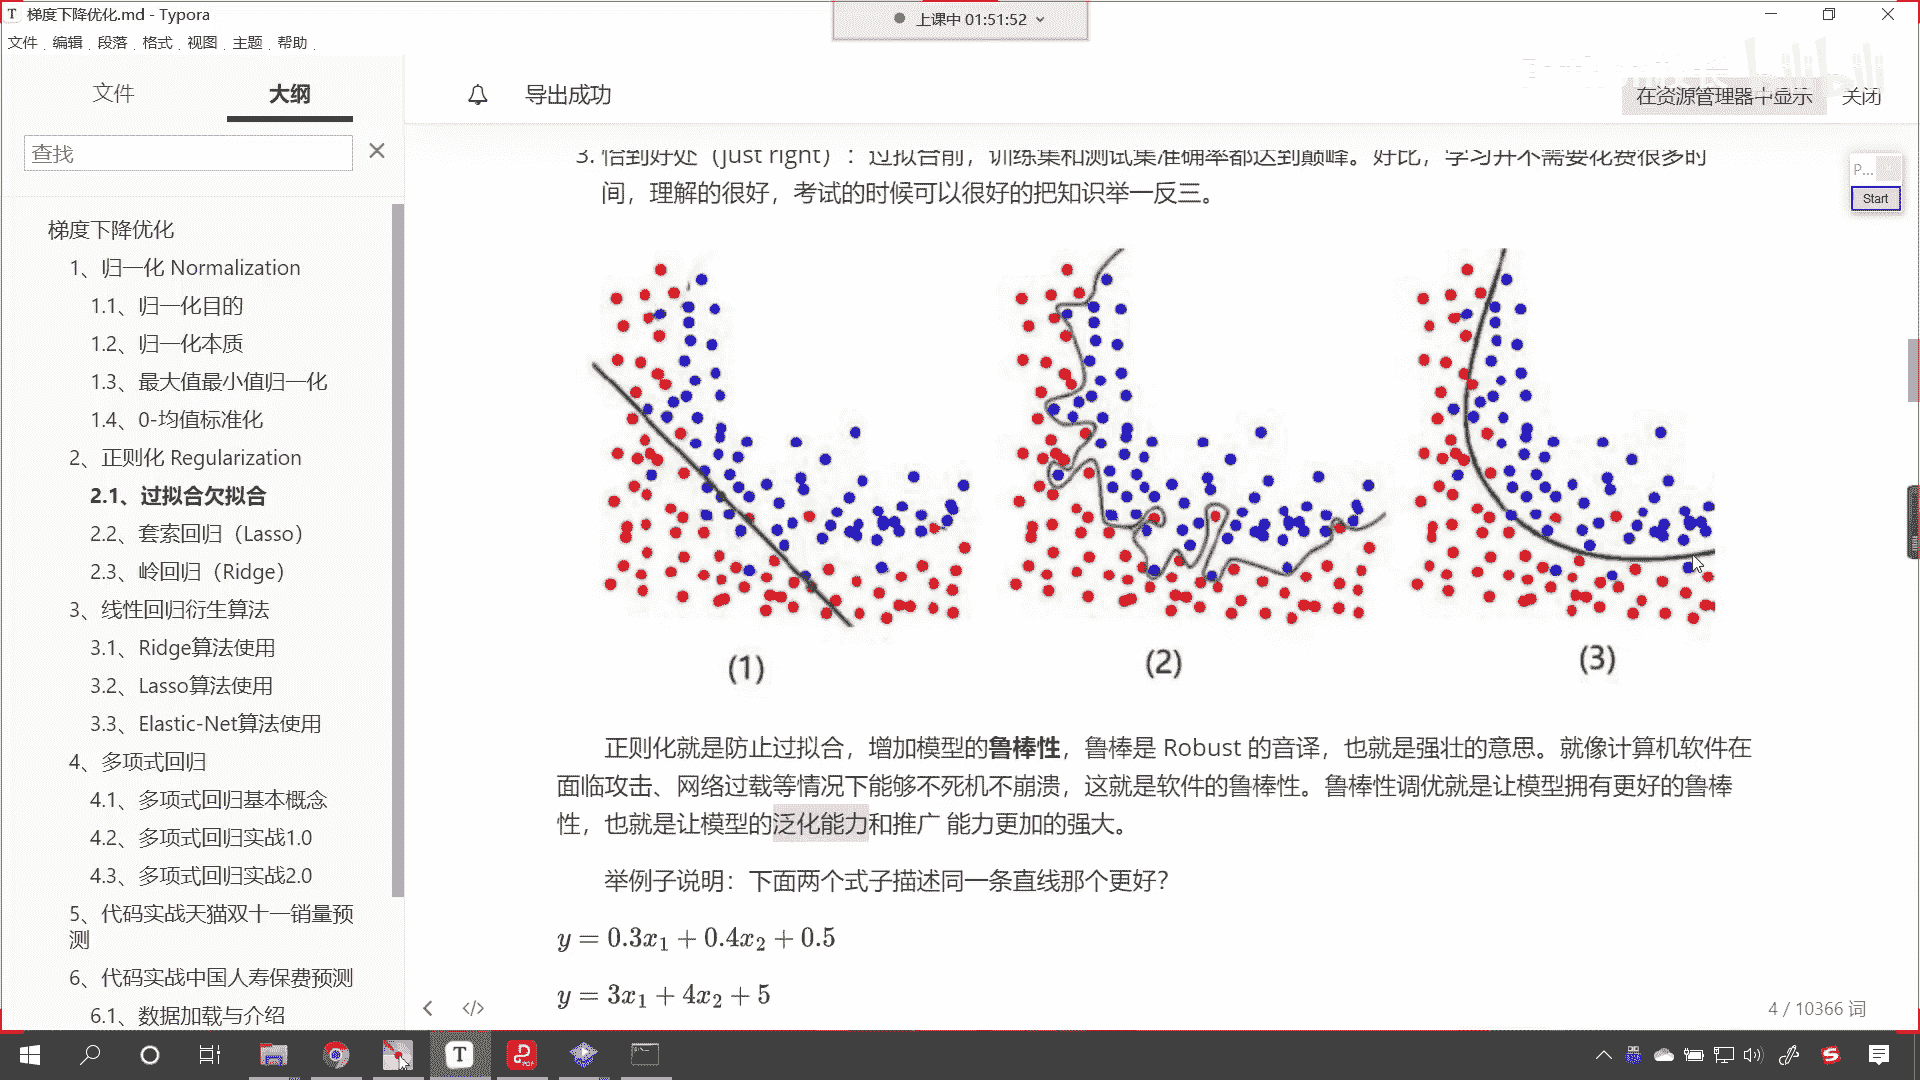 梯度下降优化.md - Typora
上课中 01:51:52
文件 编辑 段落 格式 视图 主题 帮助
文件 大纲
导出成功
在资源管理器中显示 关闭
查找
P...
Start
梯度下降优化
1、归一化 Normalization
1.1、归一化目的
1.2、归一化本质
1.3、最大值最小值归一化
1.4、0-均值标准化
2、正则化 Regularization
2.1、过拟合欠拟合
2.2、套索回归（Lasso）
2.3、岭回归（Ridge）
3、线性回归衍生算法
3.1、Ridge算法使用
3.2、Lasso算法使用
3.3、Elastic-Net算法使用
4、多项式回归
4.1、多项式回归基本概念
4.2、多项式回归实战1.0
4.3、多项式回归实战2.0
5、代码实战天猫双十一销量预
测
6、代码实战中国人寿保费预测
6.1、数据加载与介绍
3. 恰到好处（just right）：过拟合前，训练集和测试集准确率都达到巅峰。好比，学习并不需要花费很多时
间，理解的很好，考试的时候可以很好的把知识举一反三。
(1) (2) (3)
正则化就是防止过拟合，增加模型的鲁棒性，鲁棒是 Robust 的音译，也就是强壮的意思。就像计算机软件在
面临攻击、网络过载等情况下能够不死机不崩溃，这就是软件的鲁棒性。鲁棒性调优就是让模型拥有更好的鲁棒
性，也就是让模型的泛化能力和推广 能力更加的强大。
举例子说明：下面两个式子描述同一条直线那个更好？
y = 0.3x₁ + 0.4x₂ + 0.5
y = 3x₁ + 4x₂ + 5
4 / 10366 词